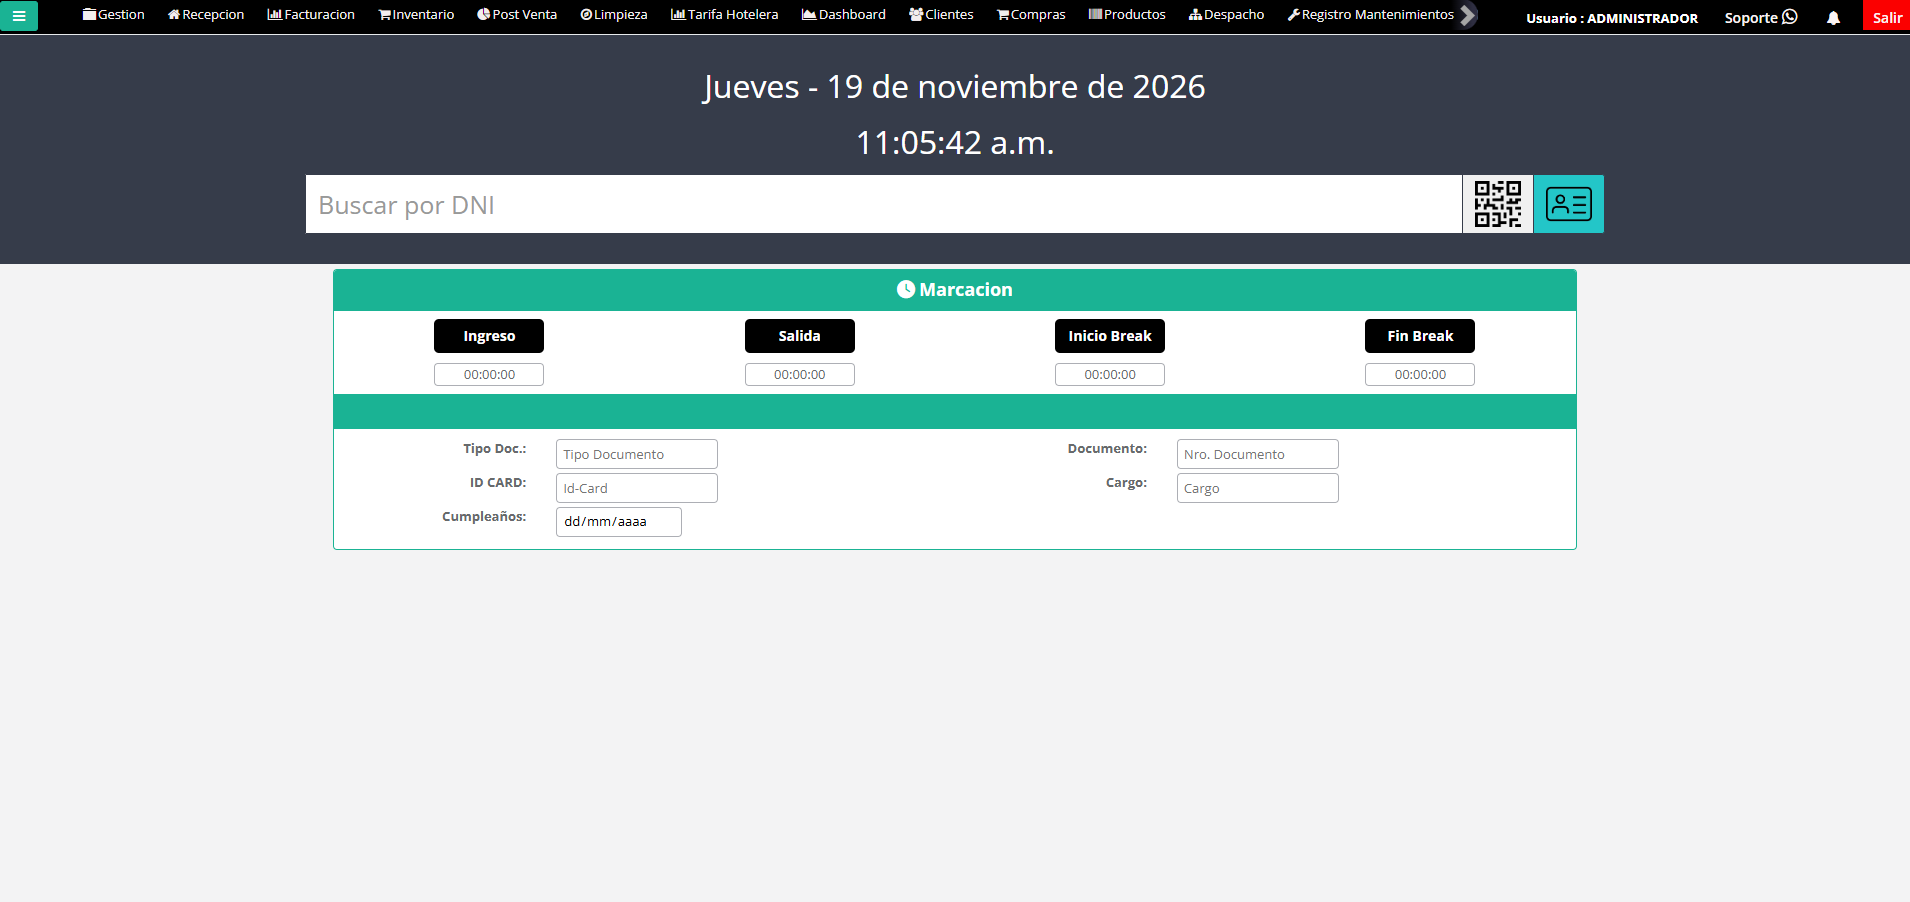 Gestion Recepcion Facturacion Inventario Post Venta Limpieza Tarifa Hotelera Dashboard Clientes Compras Productos Despacho Registro Mantenimientos Usuario : ADMINISTRADOR Soporte Salir
Jueves - 19 de noviembre de 2026
11:05:42 a.m.
Buscar por DNI
Marcacion
Ingreso Salida Inicio Break Fin Break
00:00:00 00:00:00 00:00:00 00:00:00
Tipo Doc.: Tipo Documento Documento: Nro. Documento
ID CARD: Id-Card Cargo: Cargo
Cumpleaños: dd/mm/aaaa